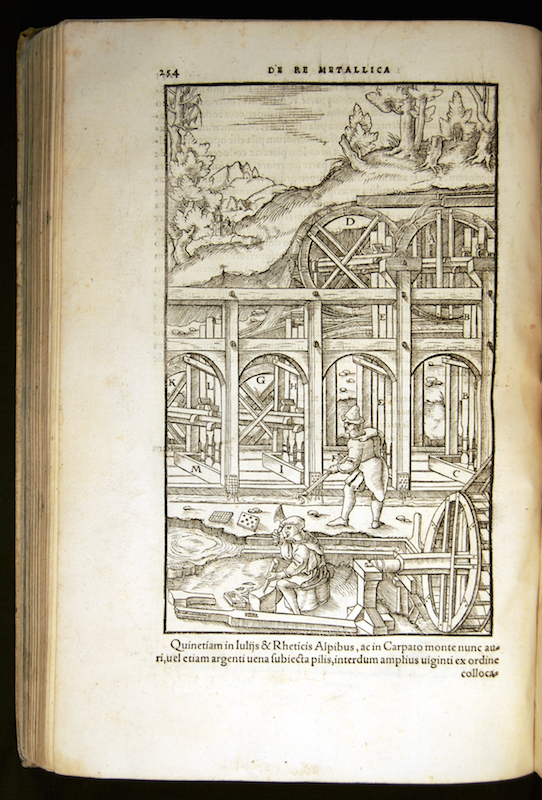 254
DE RE METALLICA
D
E
B
K
G
M
I
C
Quinetiam in Iulijs & Rheticis Alpibus, ac in Carpato monte nunc au-
ri, uel etiam argenti uena subiecta pilis, interdum amplius uiginti ex ordine
colloca-